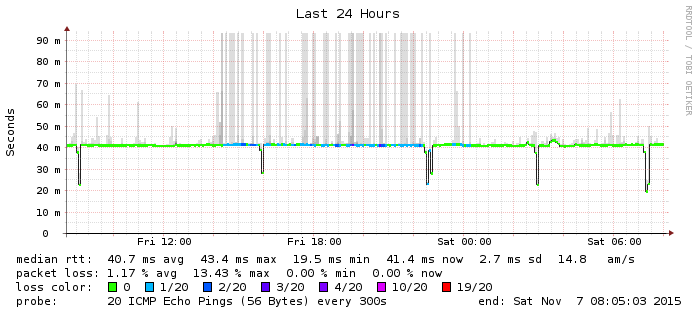 Last 24 Hours
RRDTOOL / TOBI OETIKER
Seconds
90 m
80 m
70 m
60 m
50 m
40 m
30 m
20 m
10 m
0
Fri 12:00 Fri 18:00 Sat 00:00 Sat 06:00
median rtt: 40.7 ms avg 43.4 ms max 19.5 ms min 41.4 ms now 2.7 ms sd 14.8 am/s
packet loss: 1.17 % avg 13.43 % max 0.00 % min 0.00 % now
loss color: 0 1/20 2/20 3/20 4/20 10/20 19/20
probe: 20 ICMP Echo Pings (56 Bytes) every 300s end: Sat Nov 7 08:05:03 2015